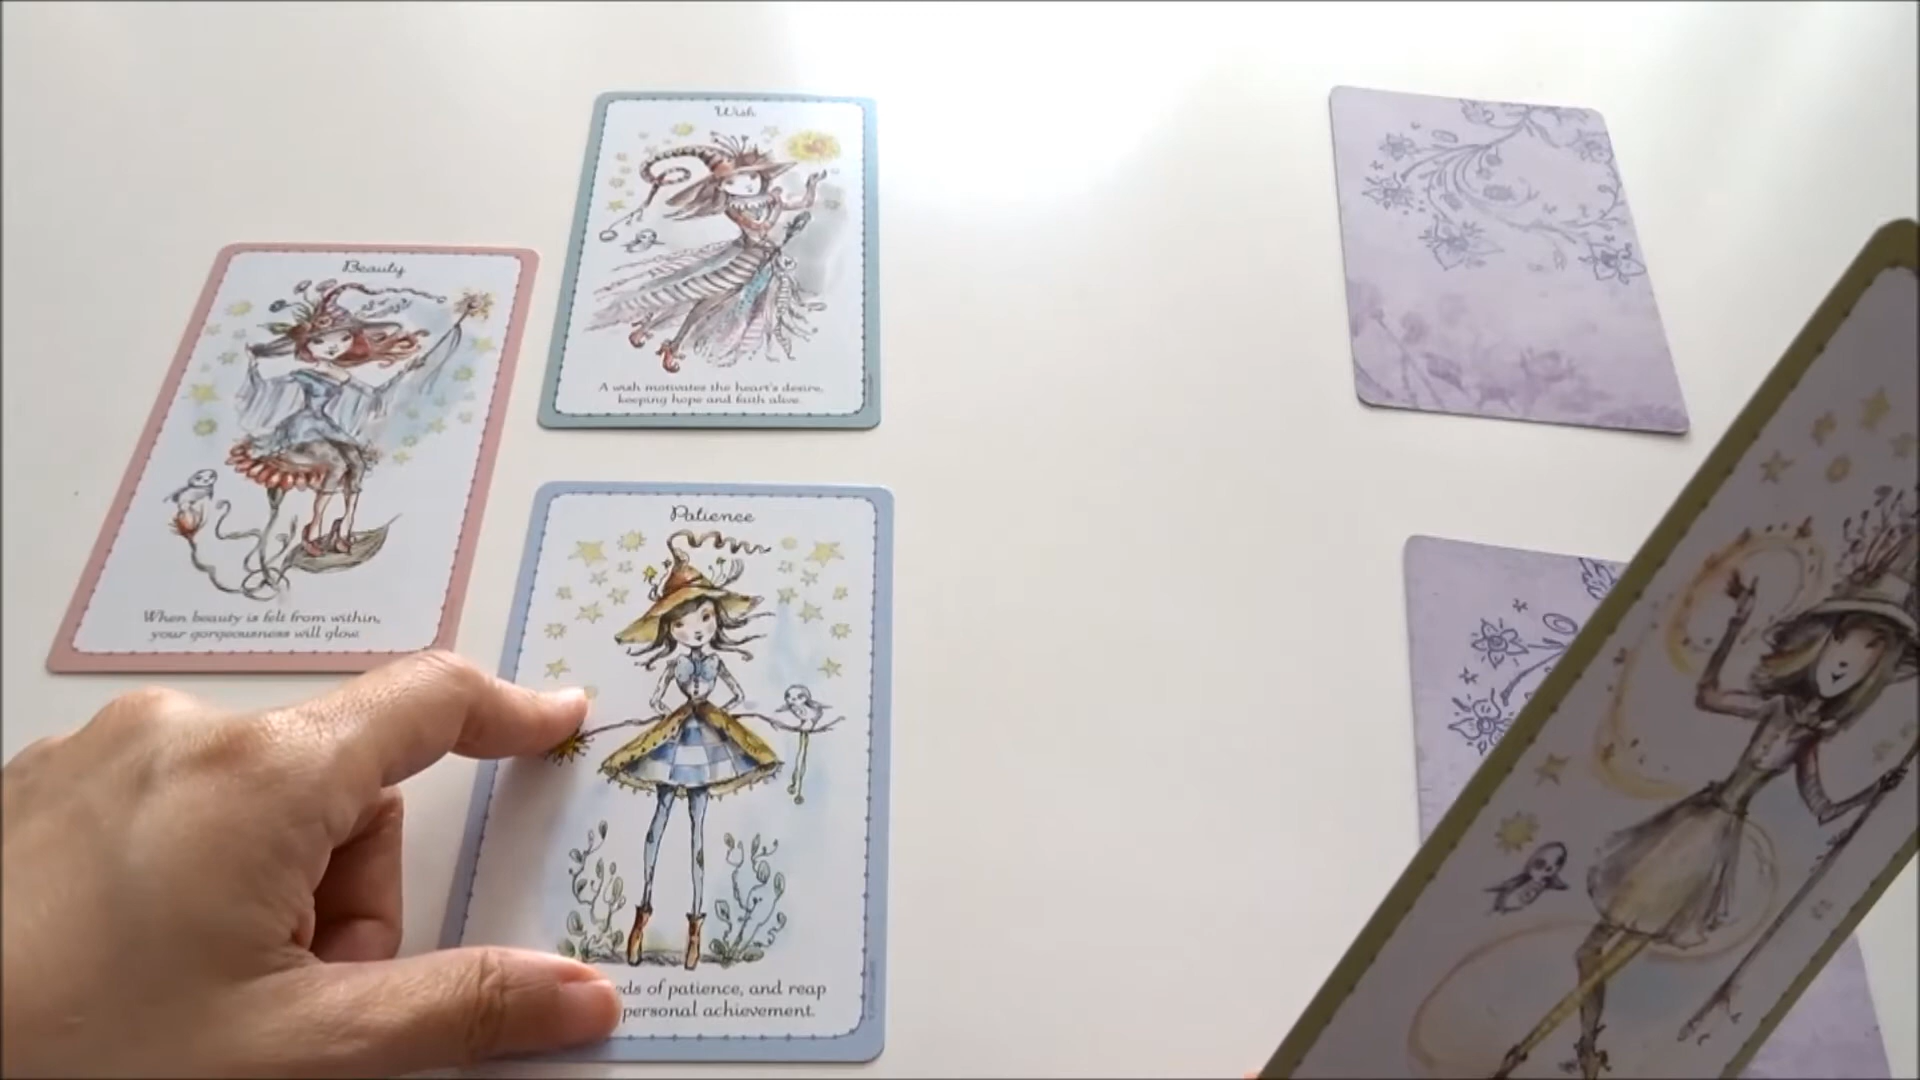 Wish
A wish motivates the heart's desire,
keeping hope and faith alive.
Beauty
When beauty is felt from within,
your gorgeousness will glow.
Patience
eds of patience, and reap
personal achievement.